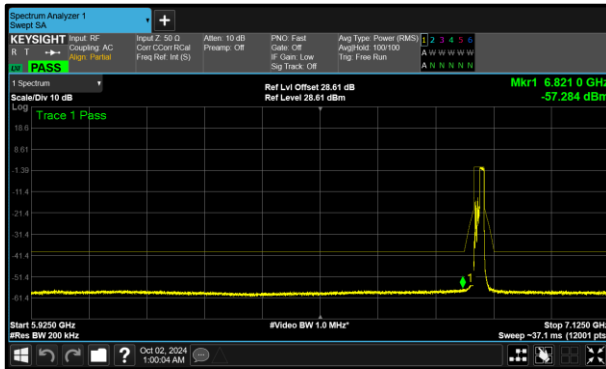 Spectrum Analyzer 1
Swept SA
KEYSIGHT Input: RF Input Z: 50 Ω Atten: 10 dB PNO: Fast Avg Type: Power (RMS) 1 2 3 4 5 6
R T Coupling: AC Corr CCorr RCal Preamp: Off Gate: Off Avg|Hold: 100/100 A W W W W W
Align: Partial Freq Ref: Int (S) IF Gain: Low Trig: Free Run
PASS Sig Track: Off A N N N N N
1 Spectrum Ref Lvl Offset 28.61 dB Mkr1 6.821 0 GHz
Scale/Div 10 dB Ref Level 28.61 dBm -57.284 dBm
Log
Trace 1 Pass
18.6
8.61
-1.39
-11.4
-21.4
-31.4
-41.4
-51.4
-61.4
1
Start 5.9250 GHz #Video BW 1.0 MHz* Stop 7.1250 GHz
#Res BW 200 kHz Sweep ~37.1 ms (12001 pts)
? Oct 02, 2024
1:00:04 AM